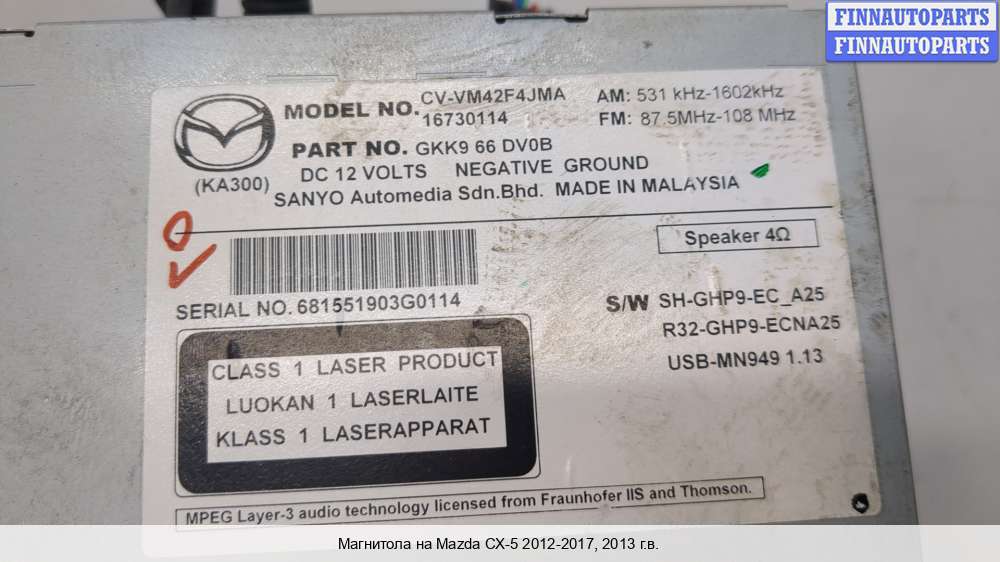 FINNAUTOPARTS
FINNAUTOPARTS
MODEL NO. CV-VM42F4JMA
16730114
AM: 531 kHz-1602kHz
FM: 87.5MHz-108 MHz
PART NO. GKK9 66 DV0B
(KA300)
DC 12 VOLTS NEGATIVE GROUND
SANYO Automedia Sdn.Bhd. MADE IN MALAYSIA
Speaker 4Ω
SERIAL NO. 681551903G0114
S/W SH-GHP9-EC_A25
R32-GHP9-ECNA25
USB-MN949 1.13
CLASS 1 LASER PRODUCT
LUOKAN 1 LASERLAITE
KLASS 1 LASERAPPARAT
MPEG Layer-3 audio technology licensed from Fraunhofer IIS and Thomson.
Магнитола на Mazda CX-5 2012-2017, 2013 г.в.